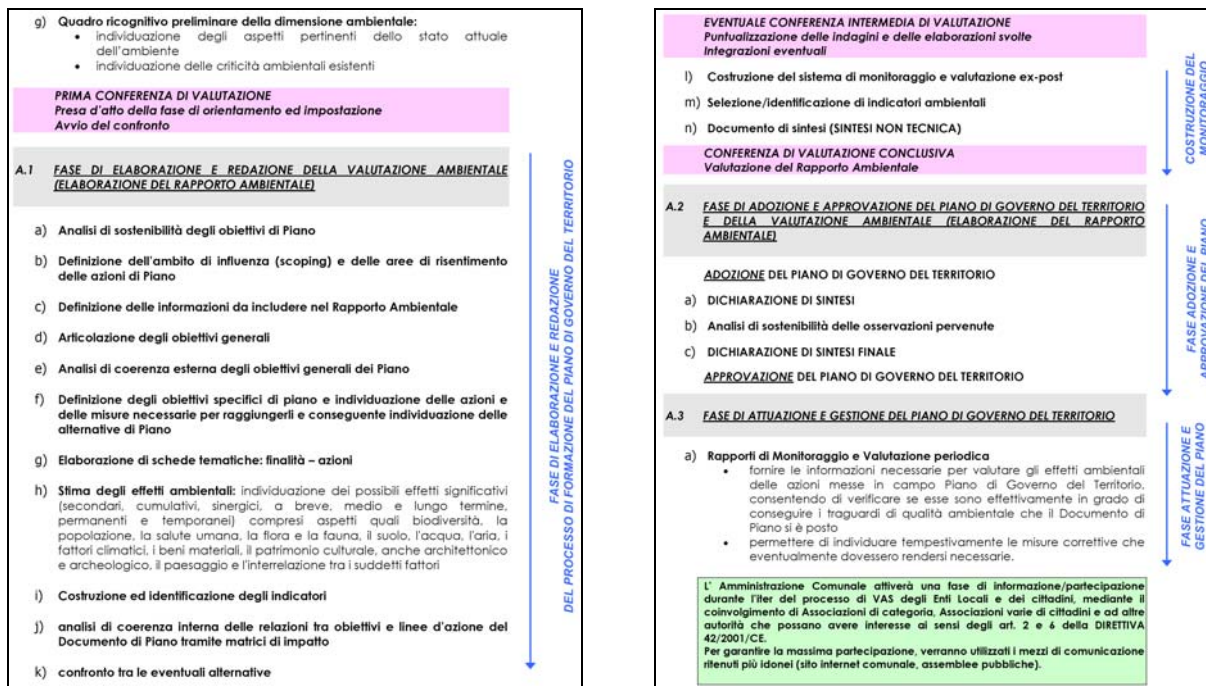 g) Quadro ricognitivo preliminare della dimensione ambientale:
• individuazione degli aspetti pertinenti dello stato attuale
dell'ambiente
• individuazione delle criticità ambientali esistenti
PRIMA CONFERENZA DI VALUTAZIONE
Presa d'atto della fase di orientamento ed impostazione
Avvio del confronto
A.1 FASE DI ELABORAZIONE E REDAZIONE DELLA VALUTAZIONE AMBIENTALE
(ELABORAZIONE DEL RAPPORTO AMBIENTALE)
a) Analisi di sostenibilità degli obiettivi di Piano
b) Definizione dell'ambito di influenza (scoping) e delle aree di risentimento
delle azioni di Piano
c) Definizione delle informazioni da includere nel Rapporto Ambientale
d) Articolazione degli obiettivi generali
e) Analisi di coerenza esterna degli obiettivi generali dei Piano
f) Definizione degli obiettivi specifici di piano e individuazione delle azioni e
delle misure necessarie per raggiungerli e conseguente individuazione delle
alternative di Piano
g) Elaborazione di schede tematiche: finalità – azioni
h) Stima degli effetti ambientali: individuazione dei possibili effetti significativi
(secondari, cumulativi, sinergici, a breve, medio e lungo termine,
permanenti e temporanei) compresi aspetti quali biodiversità, la
popolazione, la salute umana, la flora e la fauna, il suolo, l'acqua, l'aria, i
fattori climatici, i beni materiali, il patrimonio culturale, anche architettonico
e archeologico, il paesaggio e l'interrelazione tra i suddetti fattori
i) Costruzione ed identificazione degli indicatori
j) analisi di coerenza interna delle relazioni tra obiettivi e linee d'azione del
Documento di Piano tramite matrici di impatto
k) confronto tra le eventuali alternative
FASE DI ELABORAZIONE E REDAZIONE
DEL PROCESSO DI FORMAZIONE DEL PIANO DI GOVERNO DEL TERRITORIO
EVENTUALE CONFERENZA INTERMEDIA DI VALUTAZIONE
Puntualizzazione delle indagini e delle elaborazioni svolte
Integrazioni eventuali
l) Costruzione del sistema di monitoraggio e valutazione ex-post
m) Selezione/identificazione di indicatori ambientali
n) Documento di sintesi (SINTESI NON TECNICA)
CONFERENZA DI VALUTAZIONE CONCLUSIVA
Valutazione del Rapporto Ambientale
COSTRUZIONE DEL
MONITORAGGIO
A.2 FASE DI ADOZIONE E APPROVAZIONE DEL PIANO DI GOVERNO DEL TERRITORIO
E DELLA VALUTAZIONE AMBIENTALE (ELABORAZIONE DEL RAPPORTO
AMBIENTALE)
ADOZIONE DEL PIANO DI GOVERNO DEL TERRITORIO
a) DICHIARAZIONE DI SINTESI
b) Analisi di sostenibilità delle osservazioni pervenute
c) DICHIARAZIONE DI SINTESI FINALE
APPROVAZIONE DEL PIANO DI GOVERNO DEL TERRITORIO
FASE ADOZIONE E
APPROVAZIONE DEL PIANO
A.3 FASE DI ATTUAZIONE E GESTIONE DEL PIANO DI GOVERNO DEL TERRITORIO
a) Rapporti di Monitoraggio e Valutazione periodica
• fornire le informazioni necessarie per valutare gli effetti ambientali
delle azioni messe in campo Piano di Governo del Territorio,
consentendo di verificare se esse sono effettivamente in grado di
conseguire i traguardi di qualità ambientale che il Documento di
Piano si è posto
• permettere di individuare tempestivamente le misure correttive che
eventualmente dovessero rendersi necessarie.
FASE ATTUAZIONE E
GESTIONE DEL PIANO
L' Amministrazione Comunale attiverà una fase di informazione/partecipazione
durante l'iter del processo di VAS degli Enti Locali e dei cittadini, mediante il
coinvolgimento di Associazioni di categoria, Associazioni varie di cittadini e ad altre
autorità che possano avere interesse ai sensi degli art. 2 e 6 della DIRETTIVA
42/2001/CE.
Per garantire la massima partecipazione, verranno utilizzati i mezzi di comunicazione
ritenuti più idonei (sito internet comunale, assemblee pubbliche).